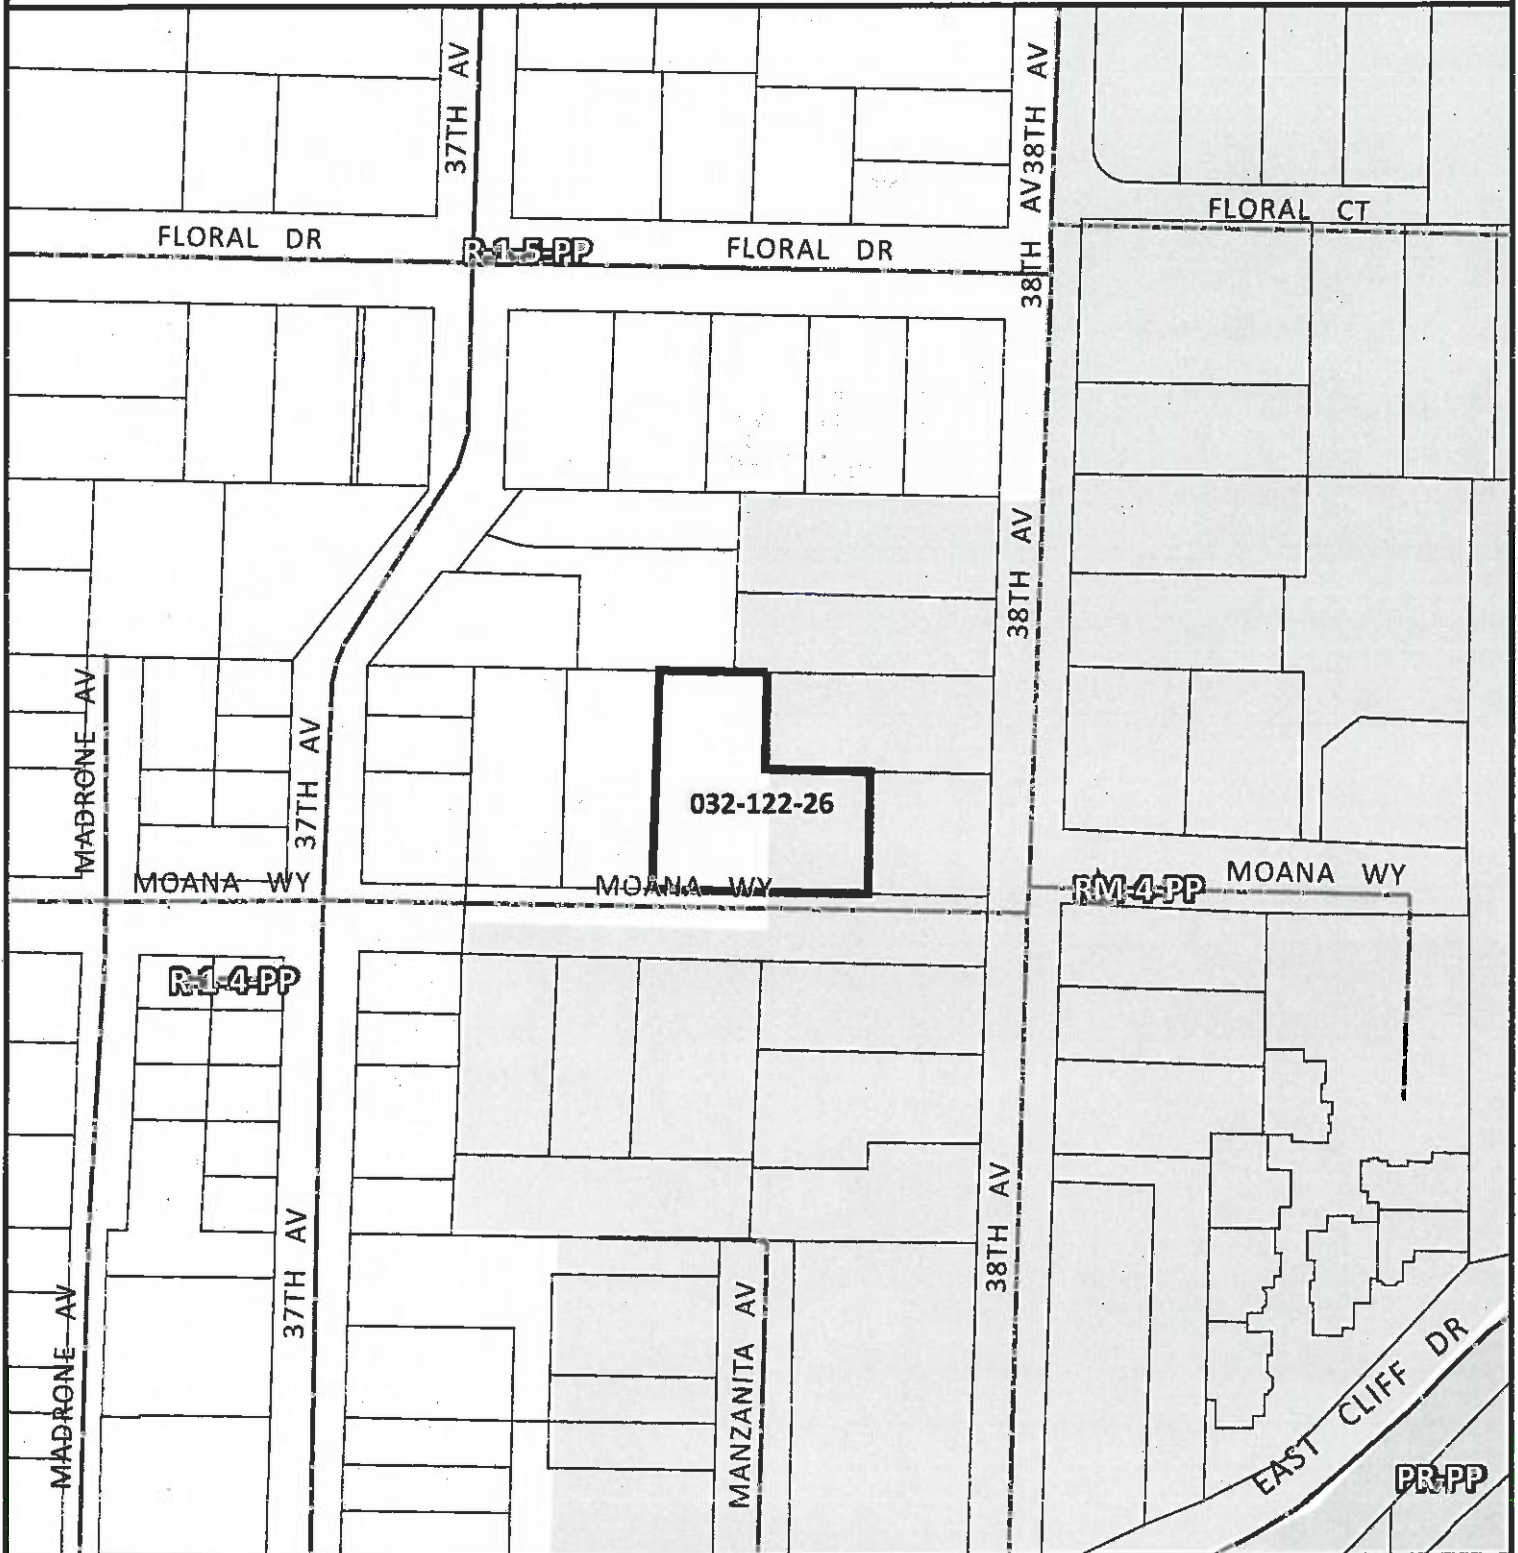 37TH AV
38TH AV
38TH AV
FLORAL CT
FLORAL DR
R-1-5-PP
FLORAL DR
38TH AV
MADRONE AV
37TH AV
032-122-26
MOANA WY
MOANA WY
MOANA WY
RM-4-PP
R-1-4-PP
38TH AV
37TH AV
MADRONE AV
MANZANITA AV
EAST CLIFF DR
PR-PP